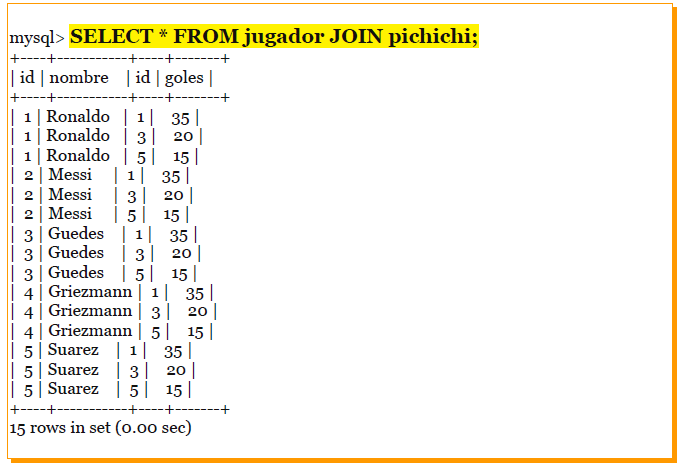 mysql> SELECT * FROM jugador JOIN pichichi;
+----+-----------+----+-------+
| id | nombre | id | goles |
+----+-----------+----+-------+
| 1 | Ronaldo | 1 | 35 |
| 1 | Ronaldo | 3 | 20 |
| 1 | Ronaldo | 5 | 15 |
| 2 | Messi | 1 | 35 |
| 2 | Messi | 3 | 20 |
| 2 | Messi | 5 | 15 |
| 3 | Guedes | 1 | 35 |
| 3 | Guedes | 3 | 20 |
| 3 | Guedes | 5 | 15 |
| 4 | Griezmann | 1 | 35 |
| 4 | Griezmann | 3 | 20 |
| 4 | Griezmann | 5 | 15 |
| 5 | Suarez | 1 | 35 |
| 5 | Suarez | 3 | 20 |
| 5 | Suarez | 5 | 15 |
+----+-----------+----+-------+
15 rows in set (0.00 sec)